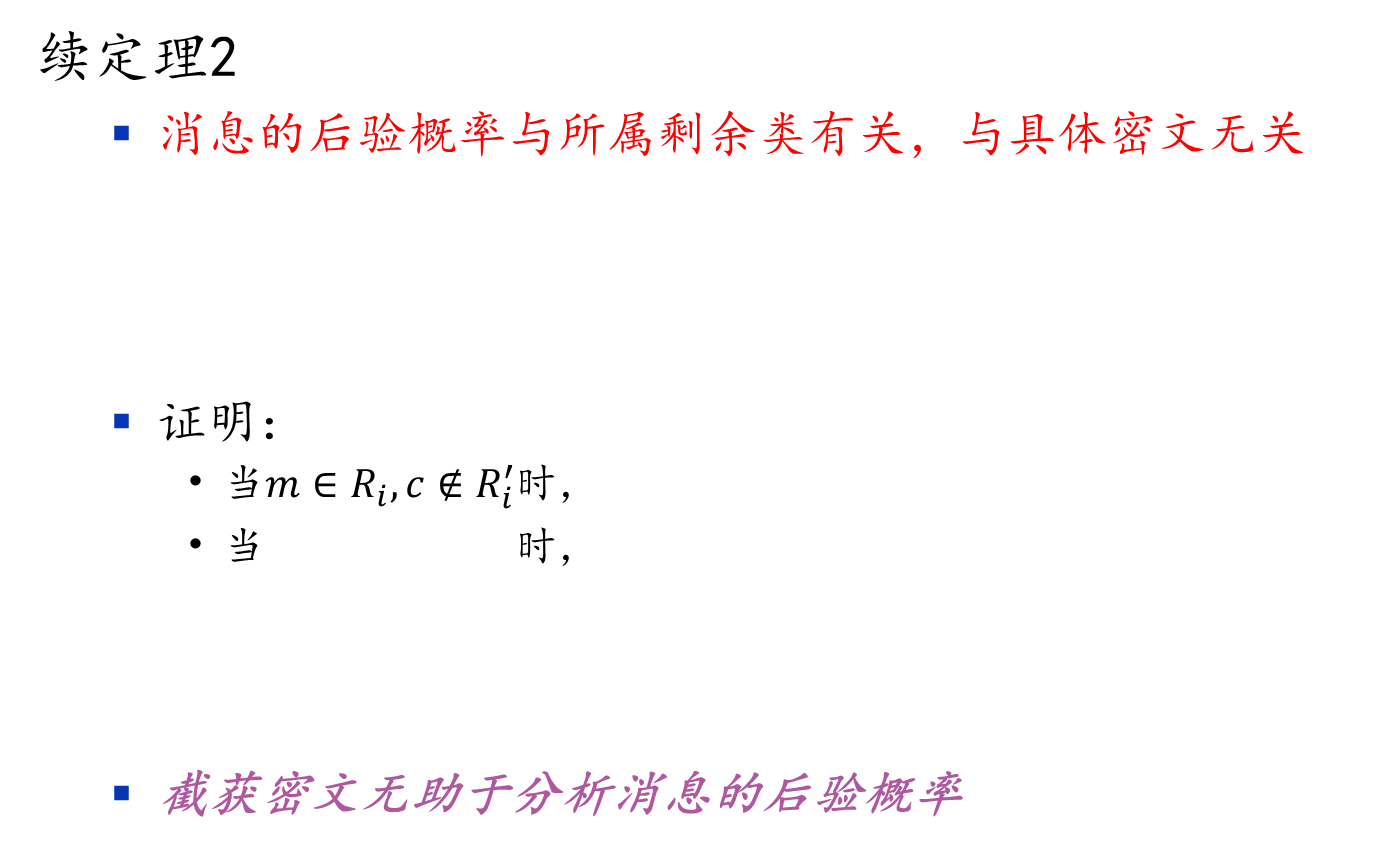 续定理2
▪ 消息的后验概率与所属剩余类有关，与具体密文无关
▪ 证明：
• 当𝑚 ∈ 𝑅ᵢ, 𝑐 ∉ 𝑅ᵢ′时，
• 当 时，
▪ 截获密文无助于分析消息的后验概率